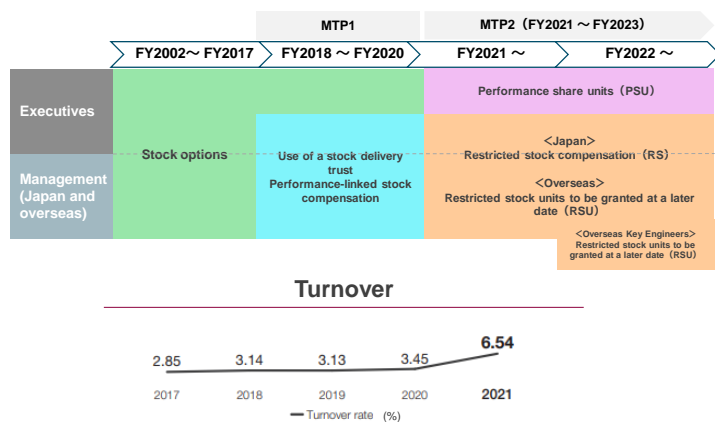 MTP1
MTP2（FY2021 ～ FY2023）
FY2002～ FY2017
FY2018 ～ FY2020
FY2021 ～
FY2022 ～
Executives
Performance share units（PSU）
Stock options
Use of a stock delivery
trust
Performance-linked stock
compensation
＜Japan＞
Restricted stock compensation（RS）
Management
(Japan and
overseas)
＜Overseas＞
Restricted stock units to be granted at a later
date（RSU）
＜Overseas Key Engineers＞
Restricted stock units to be
granted at a later date（RSU）
Turnover
2.85
3.14
3.13
3.45
6.54
2017
2018
2019
2020
2021
Turnover rate (%)